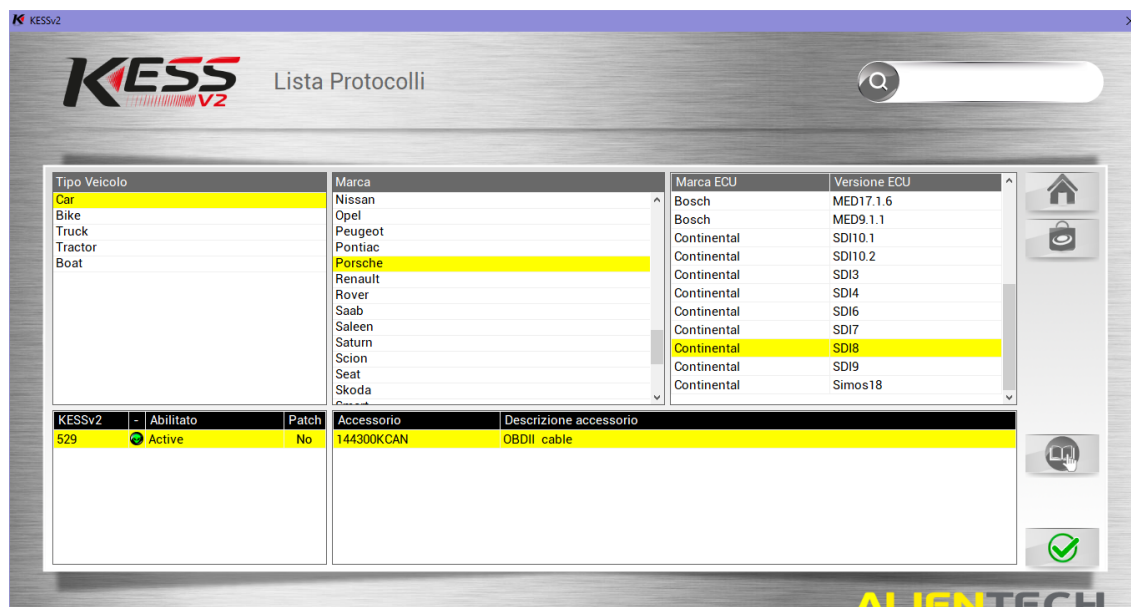 KESSv2
KESS V2
Lista Protocolli
Tipo Veicolo
Car
Bike
Truck
Tractor
Boat
Marca
Nissan
Opel
Peugeot
Pontiac
Porsche
Renault
Rover
Saab
Saleen
Saturn
Scion
Seat
Skoda
Marca ECU Versione ECU
Bosch MED17.1.6
Bosch MED9.1.1
Continental SDI10.1
Continental SDI10.2
Continental SDI3
Continental SDI4
Continental SDI6
Continental SDI7
Continental SDI8
Continental SDI9
Continental Simos18
KESSv2 - Abilitato Patch
529 Active No
Accessorio Descrizione accessorio
144300KCAN OBDII cable
ALIENTECH